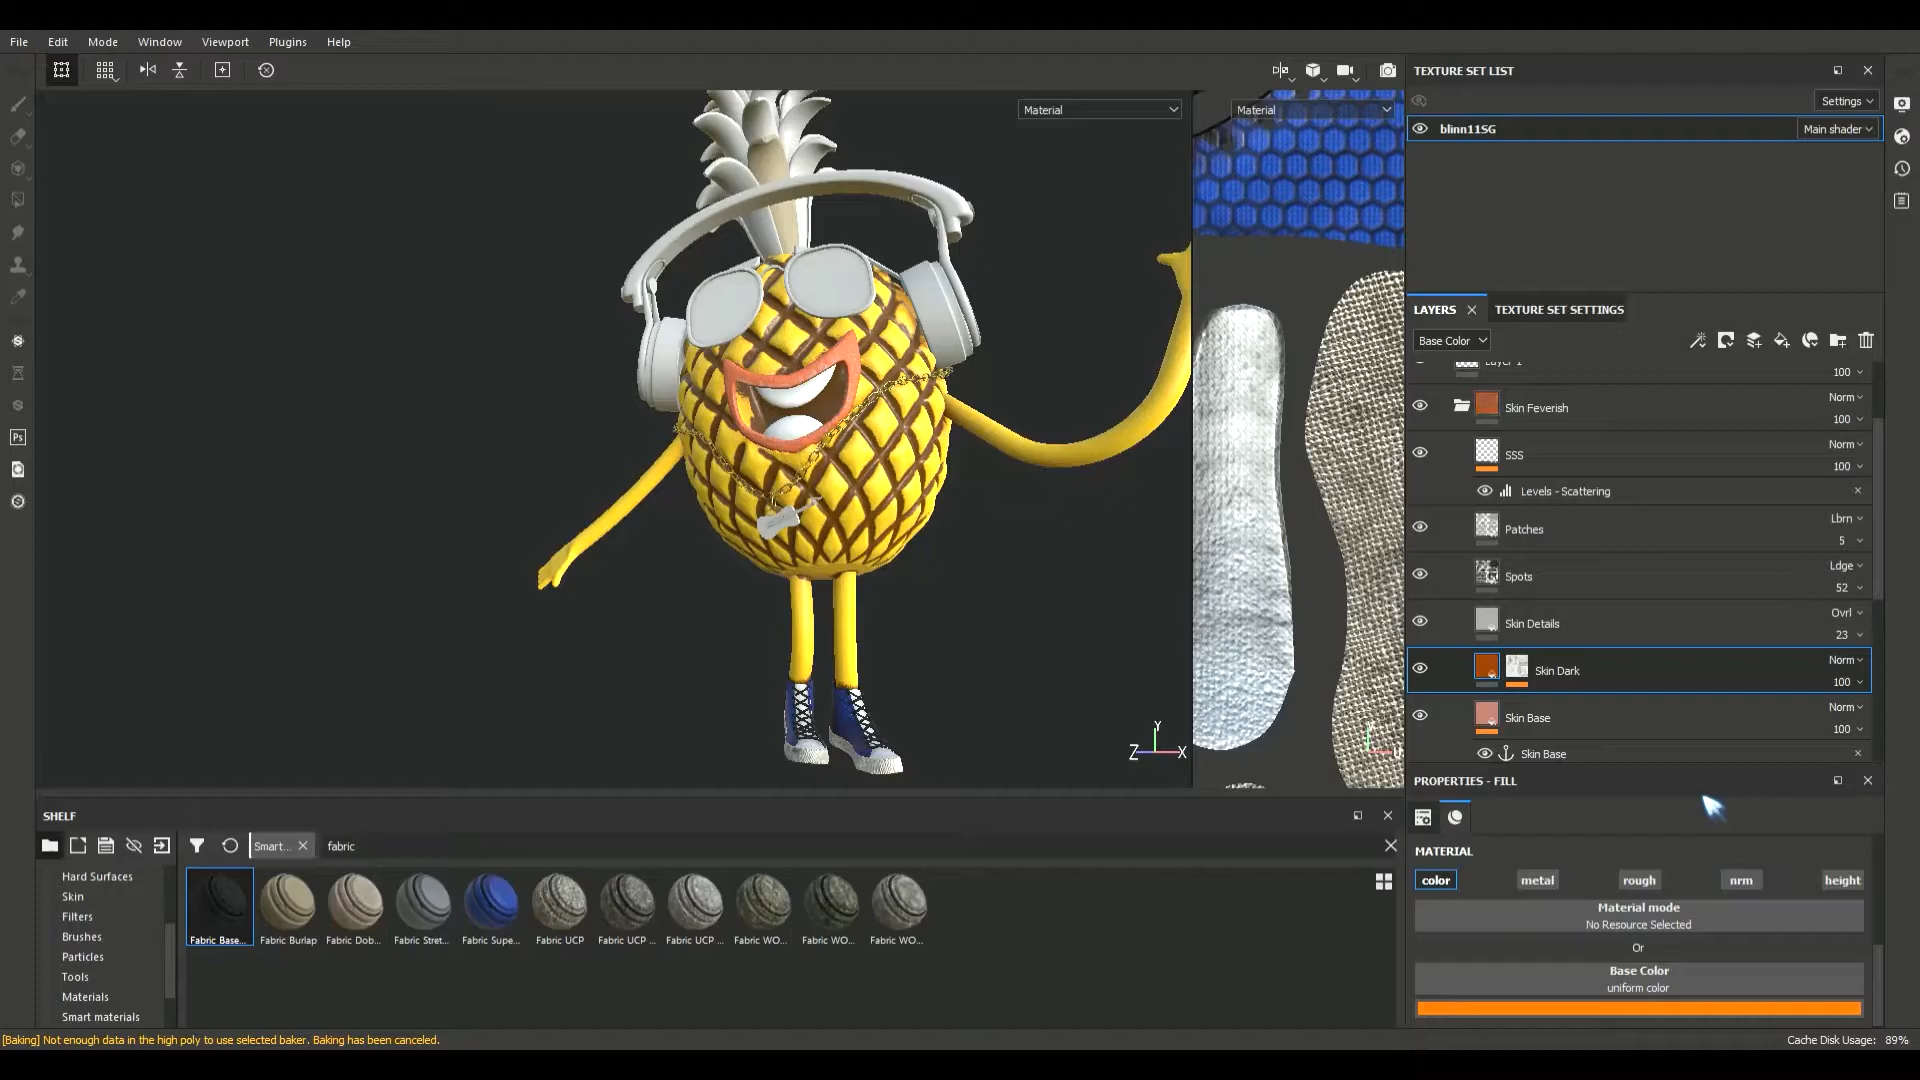 File Edit Mode Window Viewport Plugins Help
Material
Material
Z Y X
TEXTURE SET LIST
Settings
blinn11SG Main shader
LAYERS TEXTURE SET SETTINGS
Base Color
100
Skin Feverish Norm
100
SSS Norm
100
Levels - Scattering
Patches Lbrn
5
Spots Ldge
52
Skin Details Ovrl
23
Skin Dark Norm
100
Skin Base Norm
100
Skin Base
PROPERTIES - FILL
MATERIAL
color metal rough nrm height
Material mode
No Resource Selected
Or
Base Color
uniform color
SHELF
Ps
Smart... fabric
Hard Surfaces
Skin
Filters
Brushes
Particles
Tools
Materials
Smart materials
Fabric Base... Fabric Burlap Fabric Dob... Fabric Stret... Fabric Supe... Fabric UCP Fabric UCP ... Fabric UCP ... Fabric WO... Fabric WO... Fabric WO...
[Baking] Not enough data in the high poly to use selected baker. Baking has been canceled.
Cache Disk Usage: 89%